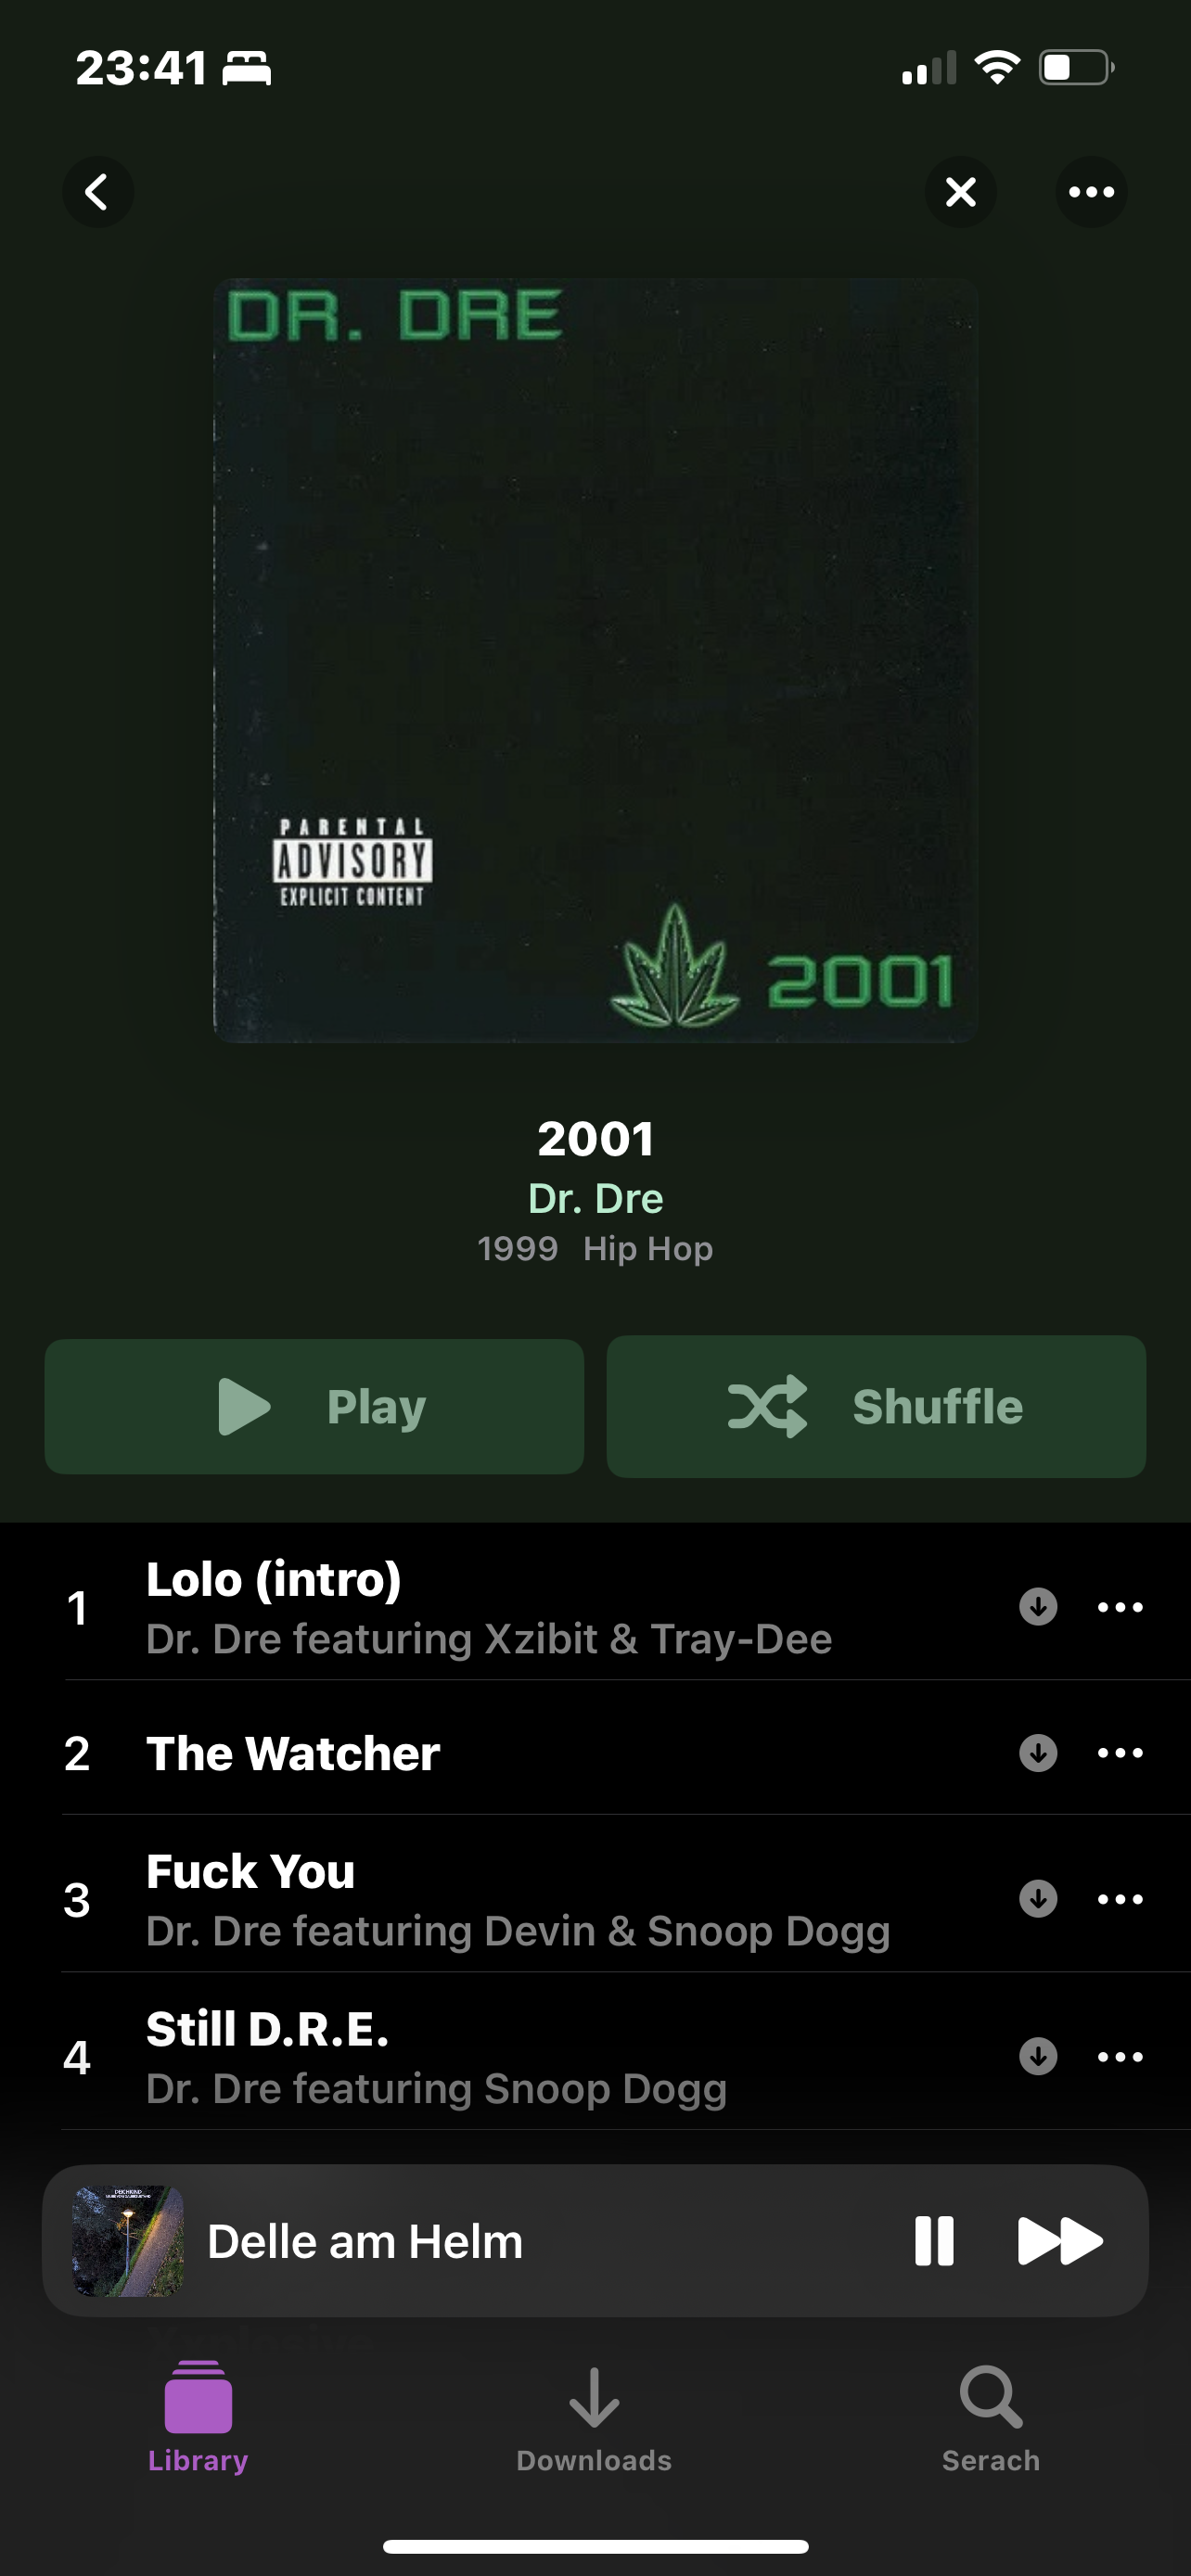 23:41
DR. DRE
PARENTAL
ADVISORY
EXPLICIT CONTENT
2001
2001
Dr. Dre
1999 Hip Hop
Play
Shuffle
1
Lolo (intro)
Dr. Dre featuring Xzibit & Tray-Dee
2
The Watcher
3
Fuck You
Dr. Dre featuring Devin & Snoop Dogg
4
Still D.R.E.
Dr. Dre featuring Snoop Dogg
DEICHKIND
Delle am Helm
Library
Downloads
Serach